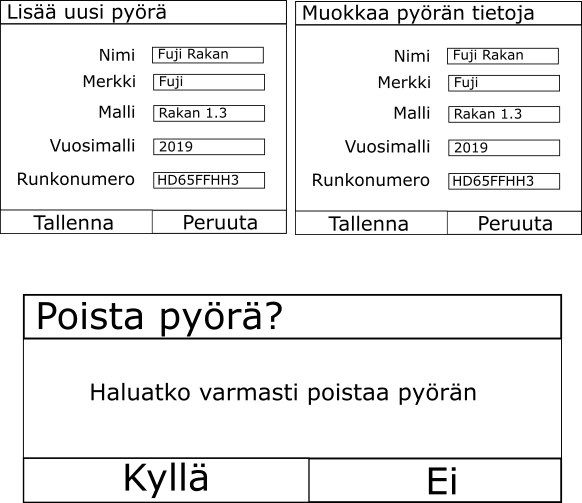 Lisää uusi pyörä
Nimi Fuji Rakan
Merkki Fuji
Malli Rakan 1.3
Vuosimalli 2019
Runkonumero HD65FFHH3
Tallenna Peruuta
Muokkaa pyörän tietoja
Nimi Fuji Rakan
Merkki Fuji
Malli Rakan 1.3
Vuosimalli 2019
Runkonumero HD65FFHH3
Tallenna Peruuta
Poista pyörä?
Haluatko varmasti poistaa pyörän
Kyllä Ei